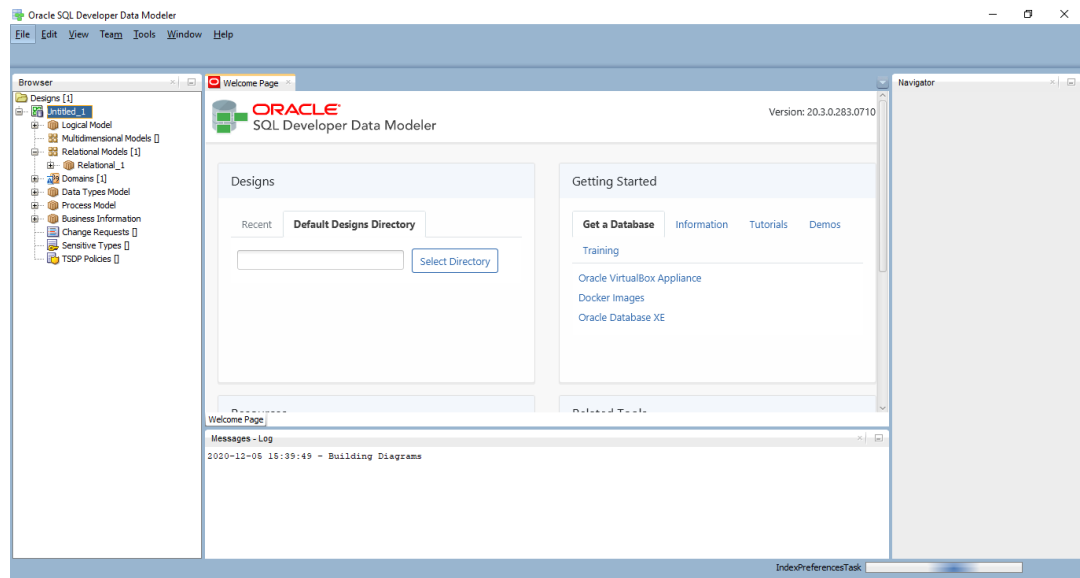 Oracle SQL Developer Data Modeler
File Edit View Team Tools Window Help
Browser
Designs [1]
Untitled_1
Logical Model
Multidimensional Models []
Relational Models [1]
Relational_1
Domains [1]
Data Types Model
Process Model
Business Information
Change Requests []
Sensitive Types []
TSDP Policies []
Welcome Page
ORACLE
SQL Developer Data Modeler
Version: 20.3.0.283.0710
Designs
Recent Default Designs Directory
Select Directory
Getting Started
Get a Database Information Tutorials Demos
Training
Oracle VirtualBox Appliance
Docker Images
Oracle Database XE
Resources
Related Tools
Welcome Page
Messages - Log
2020-12-05 15:39:49 - Building Diagrams
Navigator
IndexPreferencesTask